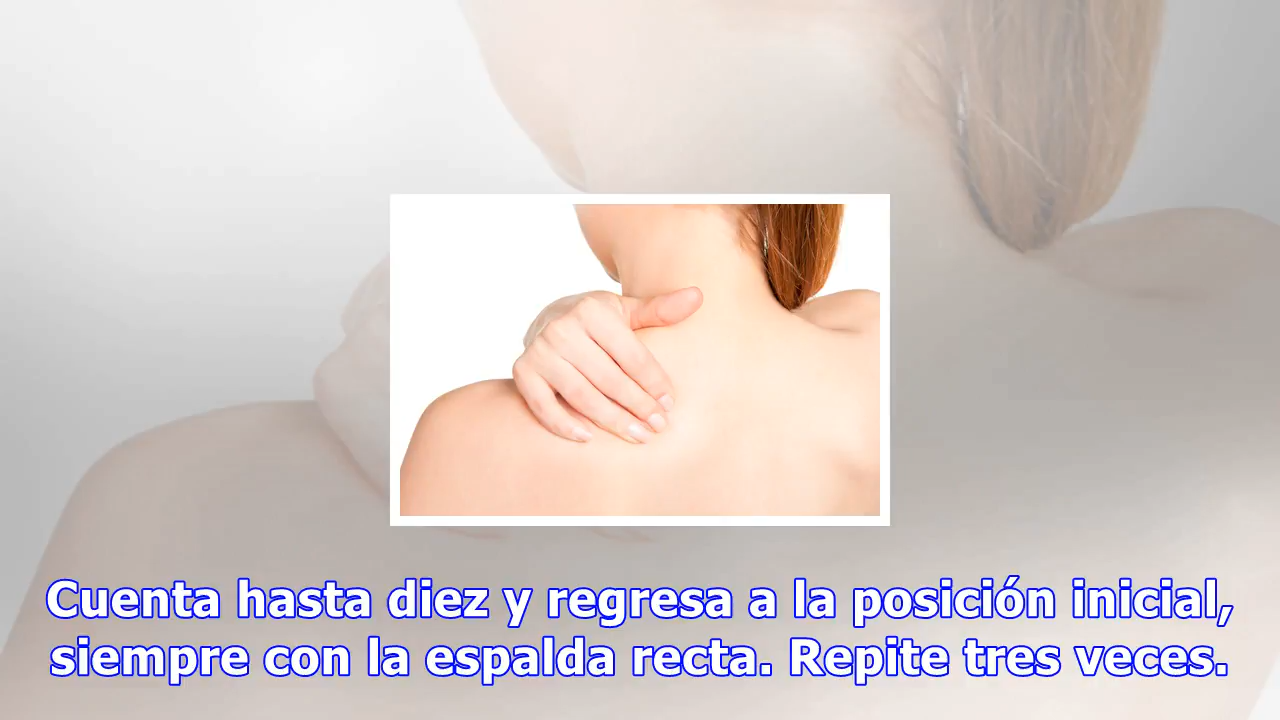 Cuenta hasta diez y regresa a la posición inicial,
siempre con la espalda recta. Repite tres veces.